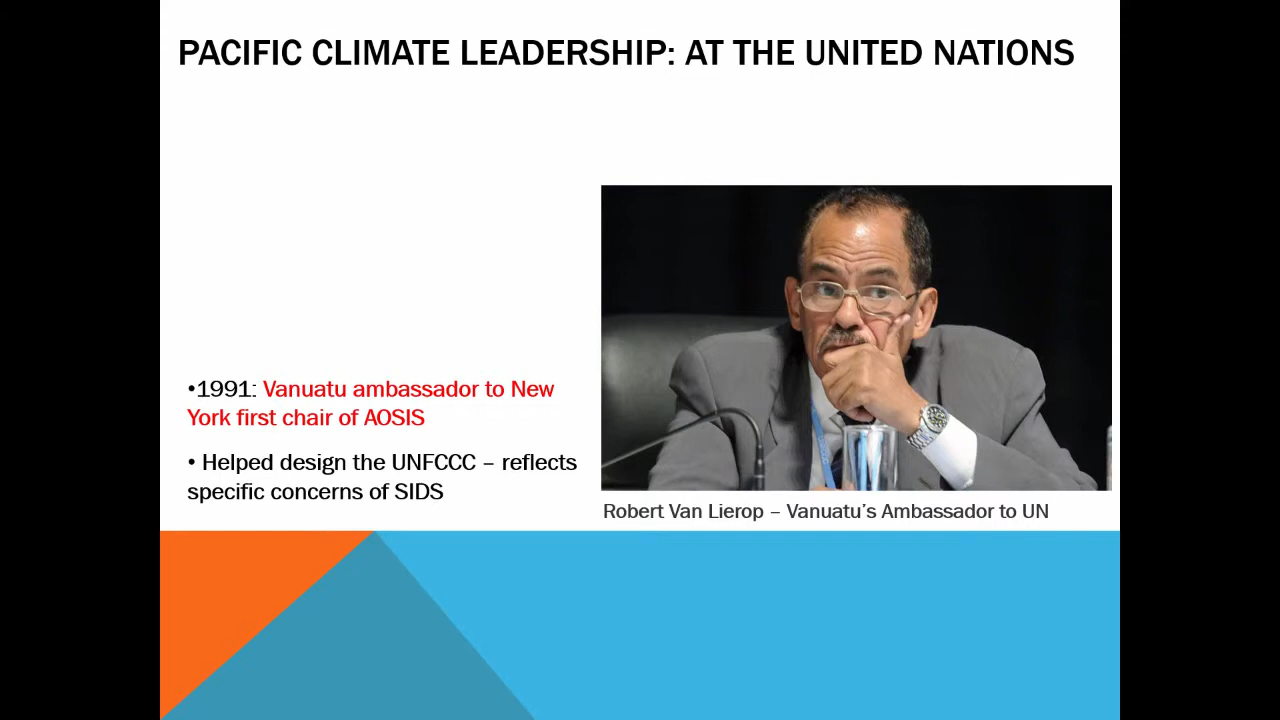 PACIFIC CLIMATE LEADERSHIP: AT THE UNITED NATIONS
•1991: Vanuatu ambassador to New
York first chair of AOSIS
• Helped design the UNFCCC – reflects
specific concerns of SIDS
Robert Van Lierop – Vanuatu's Ambassador to UN